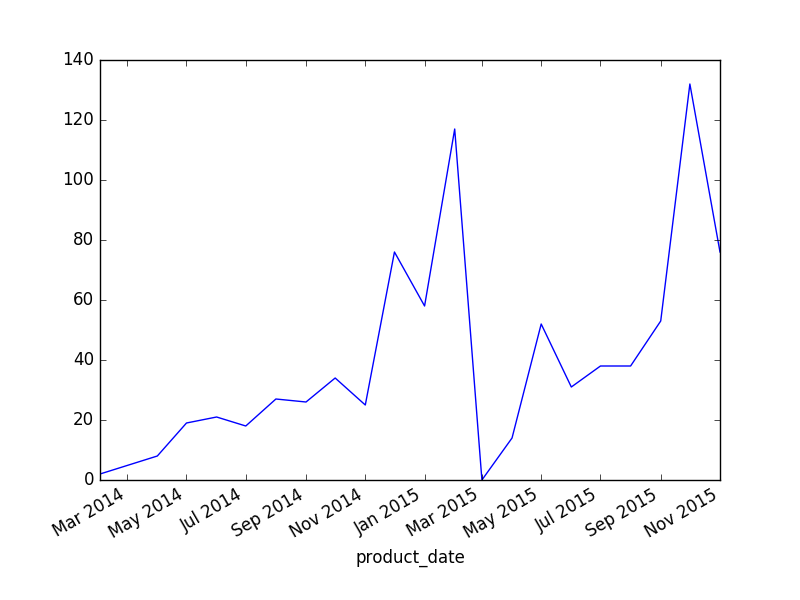 140
120
100
80
60
40
20
0
Mar 2014
May 2014
Jul 2014
Sep 2014
Nov 2014
Jan 2015
Mar 2015
May 2015
Jul 2015
Sep 2015
Nov 2015
product_date